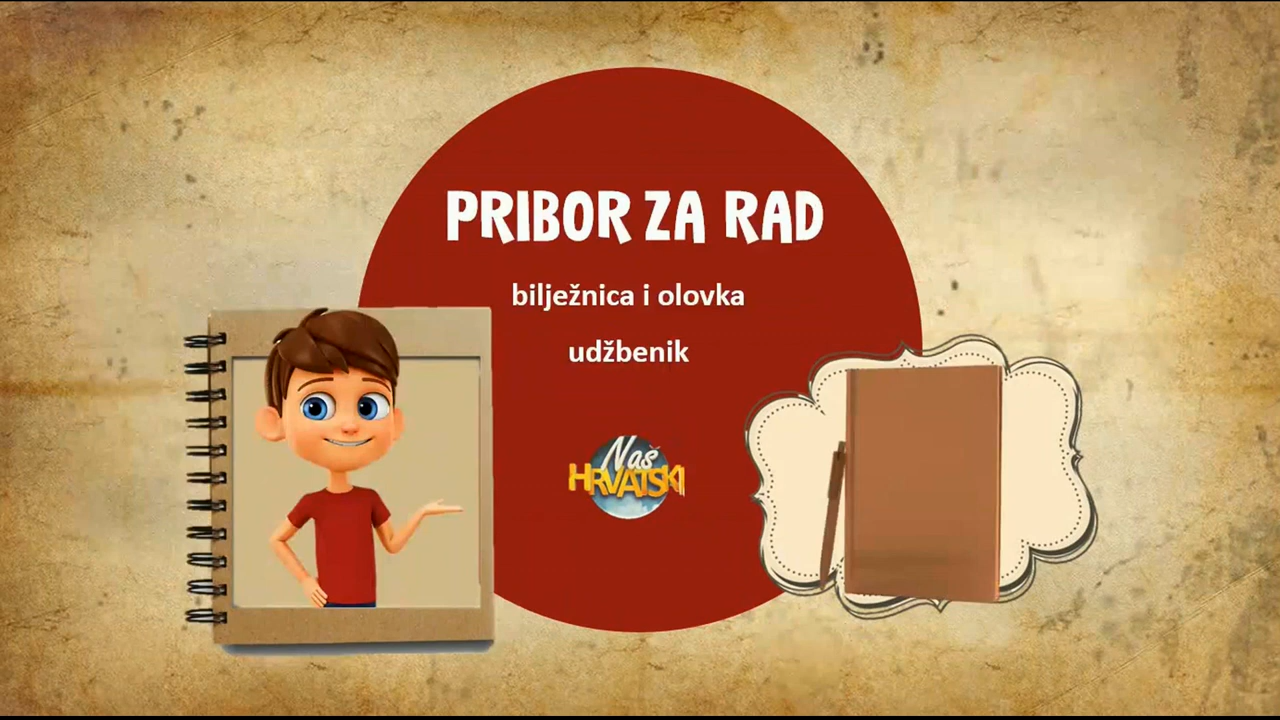 PRIBOR ZA RAD
bilježnica i olovka
udžbenik
Naš
HRVATSKI